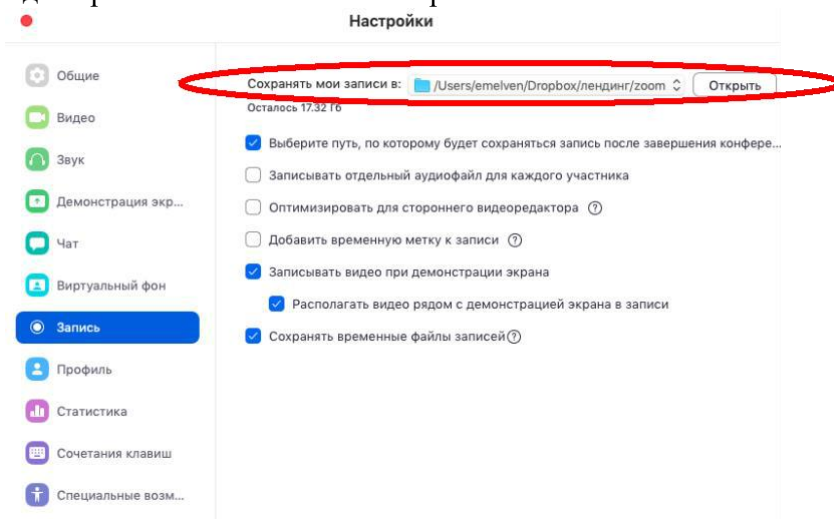 Настройки
Общие
Видео
Звук
Демонстрация экр...
Чат
Виртуальный фон
Запись
Профиль
Статистика
Сочетания клавиш
Специальные возм...
Сохранять мои записи в: /Users/emelven/Dropbox/лендинг/zoom Открыть
Осталось 17.32 Гб
Выберите путь, по которому будет сохраняться запись после завершения конфере...
Записывать отдельный аудиофайл для каждого участника
Оптимизировать для стороннего видеоредактора ?
Добавить временную метку к записи ?
Записывать видео при демонстрации экрана
Располагать видео рядом с демонстрацией экрана в записи
Сохранять временные файлы записей ?